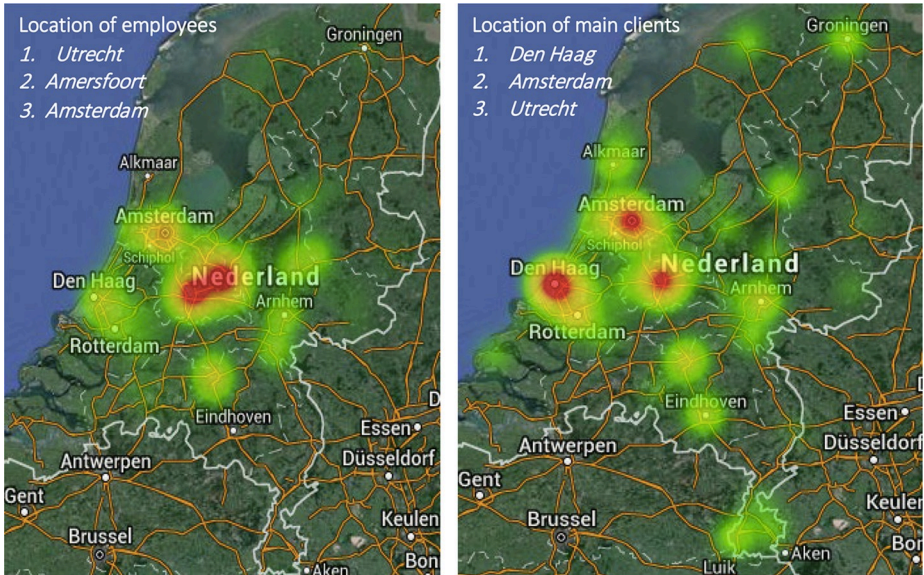 Location of employees
1. Utrecht
2. Amersfoort
3. Amsterdam
Groningen
Alkmaar
Amsterdam
Schiphol
Nederland
Den Haag
Arnhem
Rotterdam
Eindhoven
D
Essen
Antwerpen
Düsseldorf
Gent
Keulen
Brussel
Bon
Aken
Location of main clients
1. Den Haag
2. Amsterdam
3. Utrecht
Groningen
Alkmaar
Amsterdam
Schiphol
Nederland
Den Haag
Arnhem
Rotterdam
Eindhoven
D
Essen
Antwerpen
Düsseldorf
Gent
Keulen
Brussel
Bon
Luik
Aken